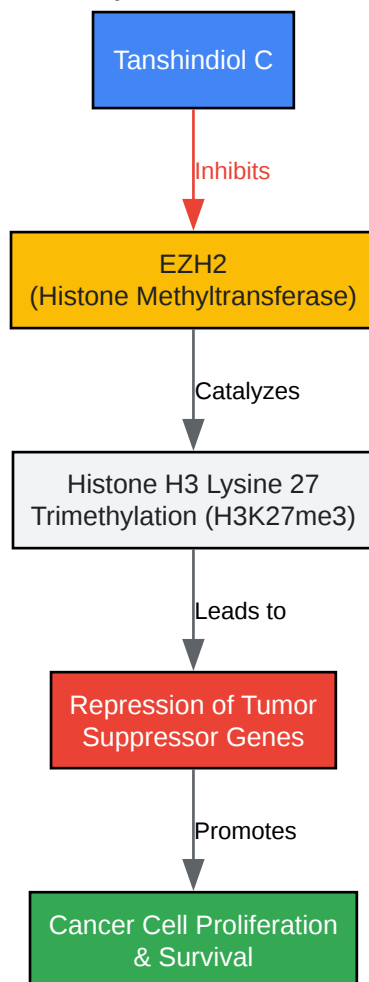 Tanshindiol C
Inhibits
EZH2
(Histone Methyltransferase)
Catalyzes
Histone H3 Lysine 27
Trimethylation (H3K27me3)
Leads to
Repression of Tumor
Suppressor Genes
Promotes
Cancer Cell Proliferation
& Survival